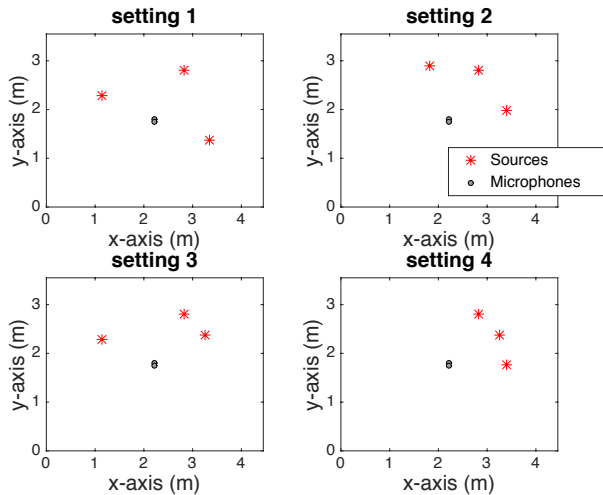 setting 1
3
2
1
0
y-axis (m)
0 1 2 3 4
x-axis (m)
setting 2
3
2
1
0
y-axis (m)
0 1 2 3 4
x-axis (m)
Sources
Microphones
setting 3
3
2
1
0
y-axis (m)
0 1 2 3 4
x-axis (m)
setting 4
3
2
1
0
y-axis (m)
0 1 2 3 4
x-axis (m)